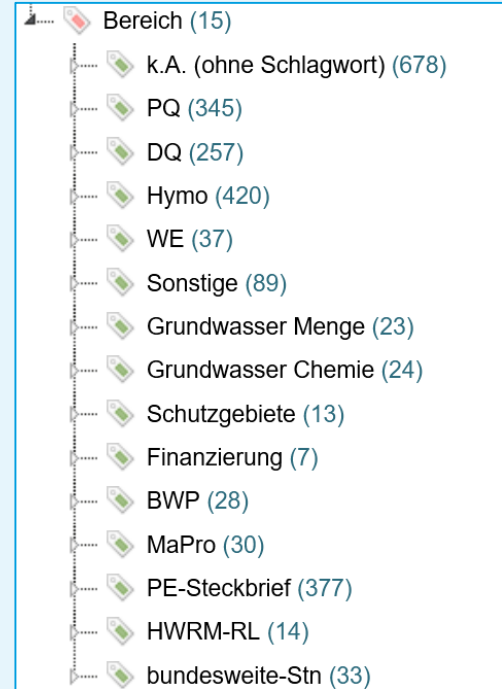 Bereich (15)
k.A. (ohne Schlagwort) (678)
PQ (345)
DQ (257)
Hymo (420)
WE (37)
Sonstige (89)
Grundwasser Menge (23)
Grundwasser Chemie (24)
Schutzgebiete (13)
Finanzierung (7)
BWP (28)
MaPro (30)
PE-Steckbrief (377)
HWRM-RL (14)
bundesweite-Stn (33)